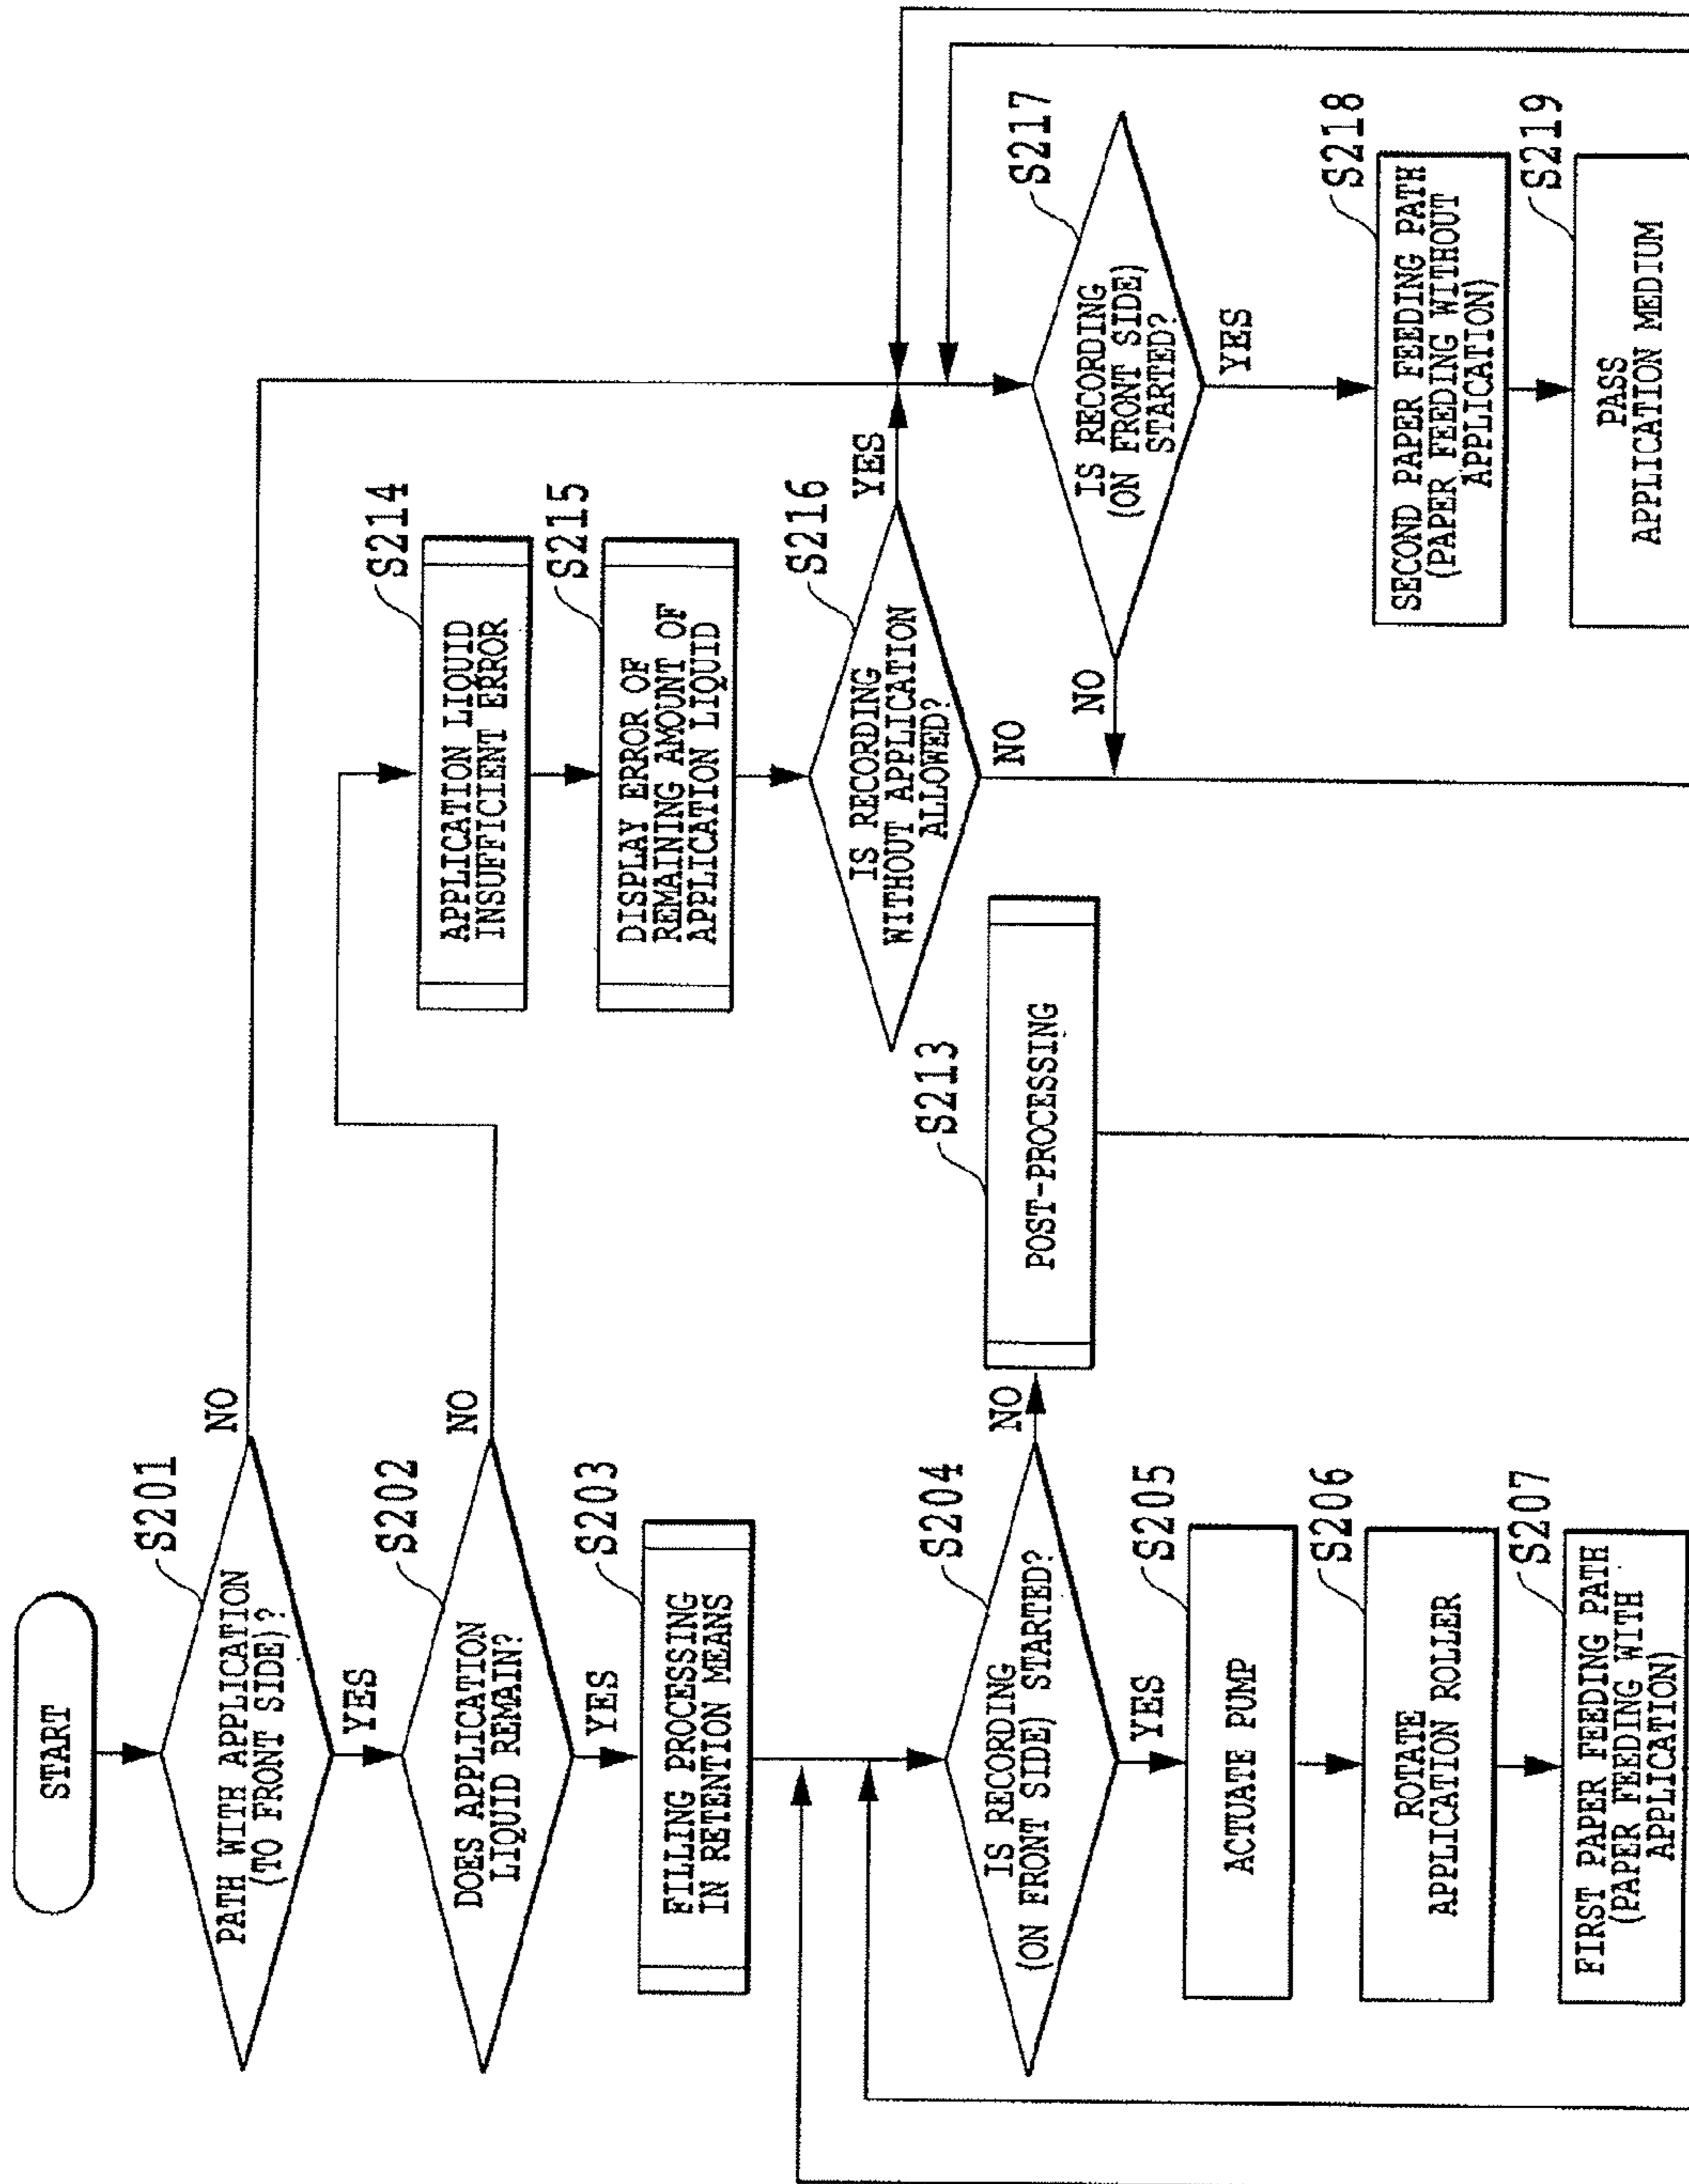 START
S201
PATH WITH APPLICATION
(TO FRONT SIDE)?
NO
YES
S202
DOES APPLICATION
LIQUID REMAIN?
NO
YES
S203
FILLING PROCESSING
IN RETENTION MEANS
S204
IS RECORDING
(ON FRONT SIDE) STARTED?
NO
YES
S205
ACTUATE PUMP
S206
ROTATE
APPLICATION ROLLER
S207
FIRST PAPER FEEDING PATH
(PAPER FEEDING WITH
APPLICATION)
S213
POST-PROCESSING
S214
APPLICATION LIQUID
INSUFFICIENT ERROR
S215
DISPLAY ERROR OF
REMAINING AMOUNT OF
APPLICATION LIQUID
S216
IS RECORDING
WITHOUT APPLICATION
ALLOWED?
YES
NO
S217
IS RECORDING
(ON FRONT SIDE)
STARTED?
NO
YES
S218
SECOND PAPER FEEDING PATH
(PAPER FEEDING WITHOUT
APPLICATION)
S219
PASS
APPLICATION MEDIUM